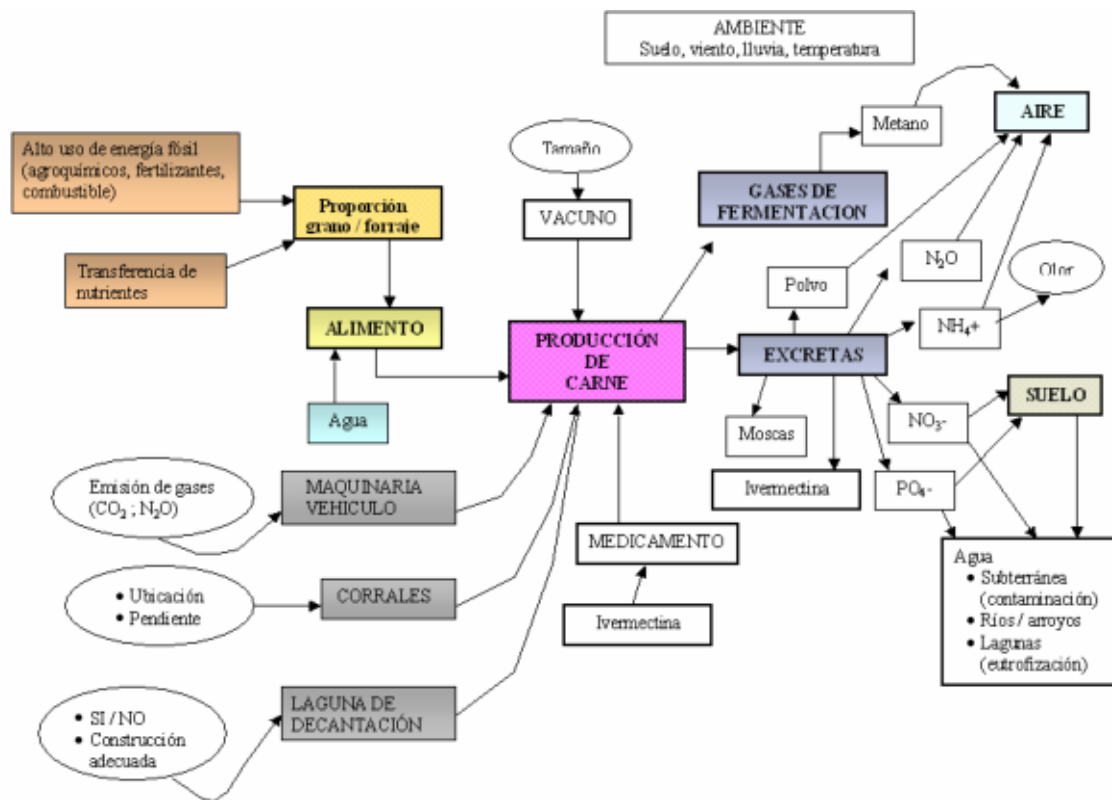 AMBIENTE
Suelo, viento, lluvia, temperatura
AIRE
Metano
Alto uso de energía fósil
(agroquímicos, fertilizantes,
combustible)
Tamaño
Proporción
grano / forraje
VACUNO
GASES DE
FERMENTACION
Transferencia de
nutrientes
N₂O
Olor
Polvo
NH₄+
ALIMENTO
PRODUCCIÓN
DE
CARNE
EXCRETAS
SUELO
Agua
Moscas
NO₃-
Emisión de gases
(CO₂ ; N₂O)
MAQUINARIA
VEHICULO
Ivermectina
PO₄-
MEDICAMENTO
Agua
• Subterránea
(contaminación)
• Ríos / arroyos
• Lagunas
(eutrofización)
• Ubicación
• Pendiente
CORRALES
Ivermectina
LAGUNA DE
DECANTACIÓN
• SI / NO
• Construcción
adecuada